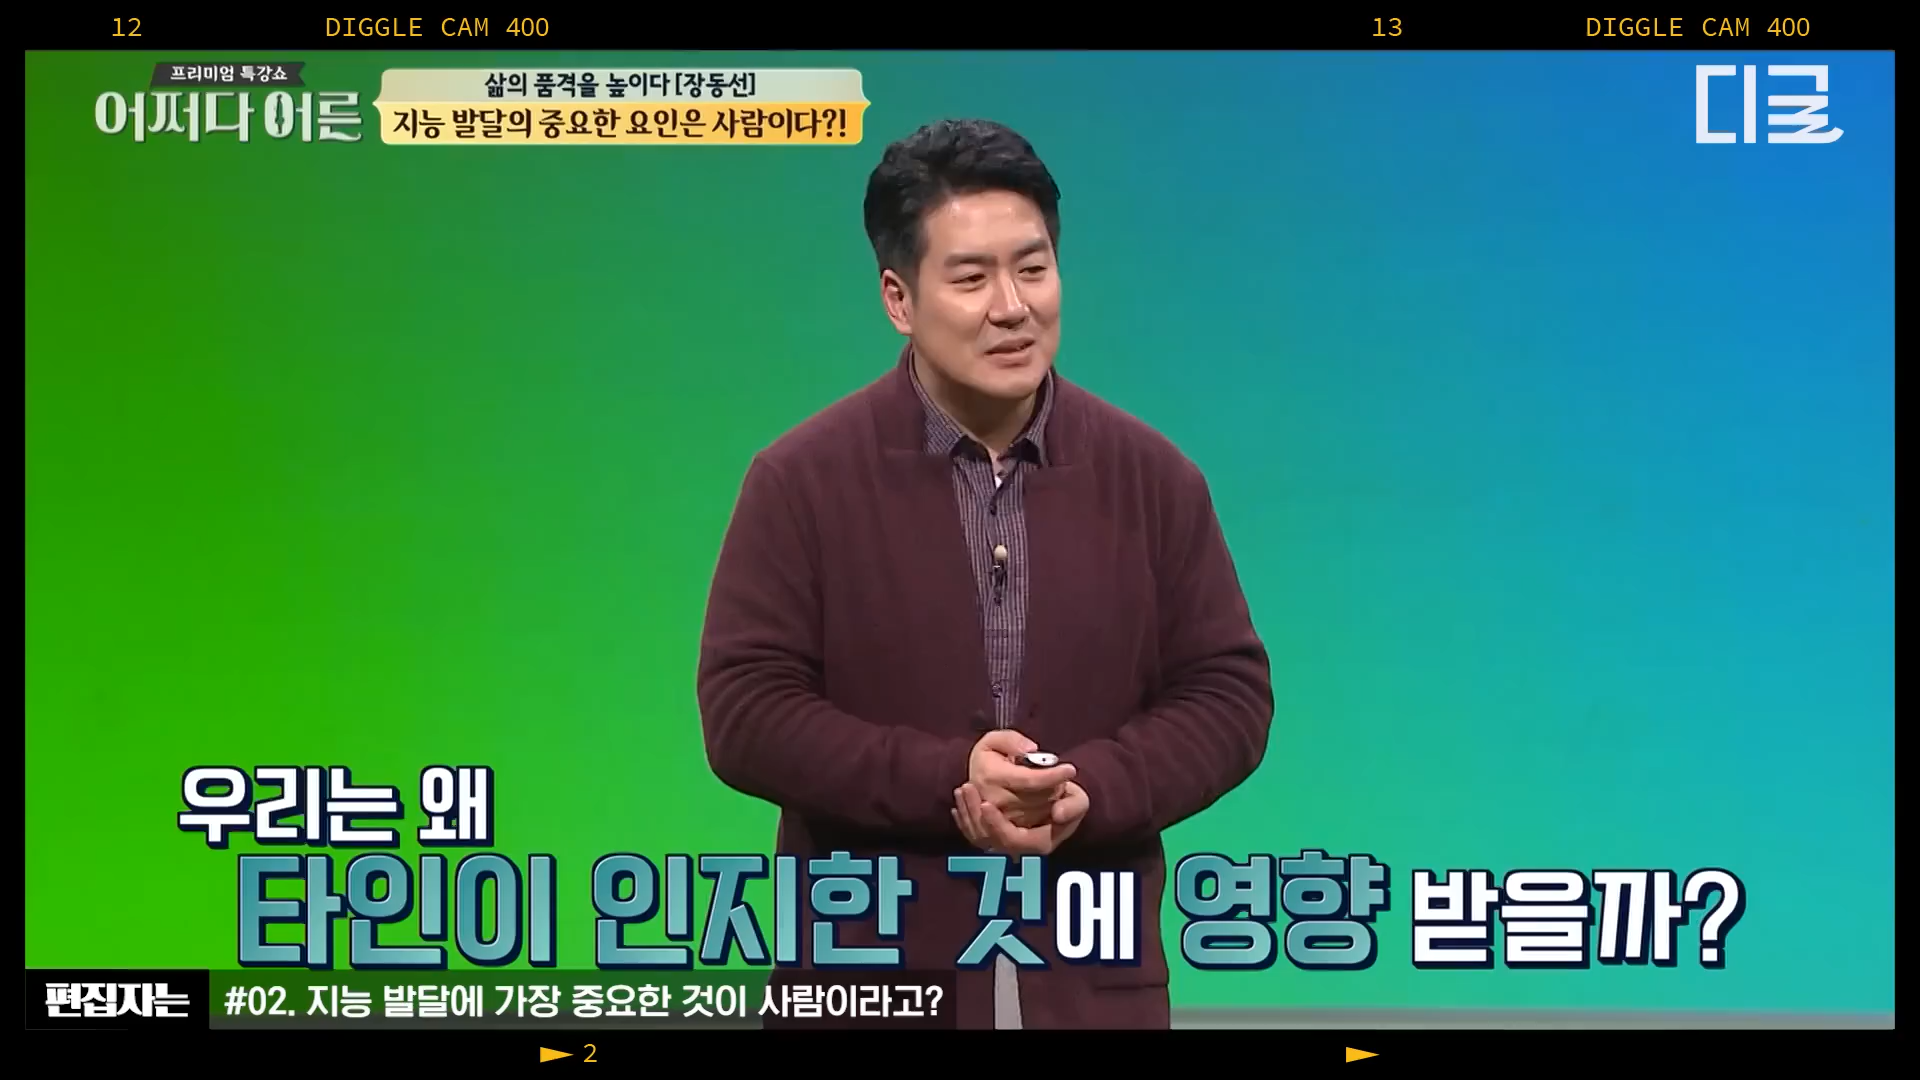 12 DIGGLE CAM 400 13 DIGGLE CAM 400
프리미엄 특강쇼
어쩌다 어른
삶의 품격을 높이다 [장동선]
지능 발달의 중요한 요인은 사람이다?!
디글
우리는 왜
타인이 인지한 것에 영향 받을까?
편집자는 #02. 지능 발달에 가장 중요한 것이 사람이라고?
2